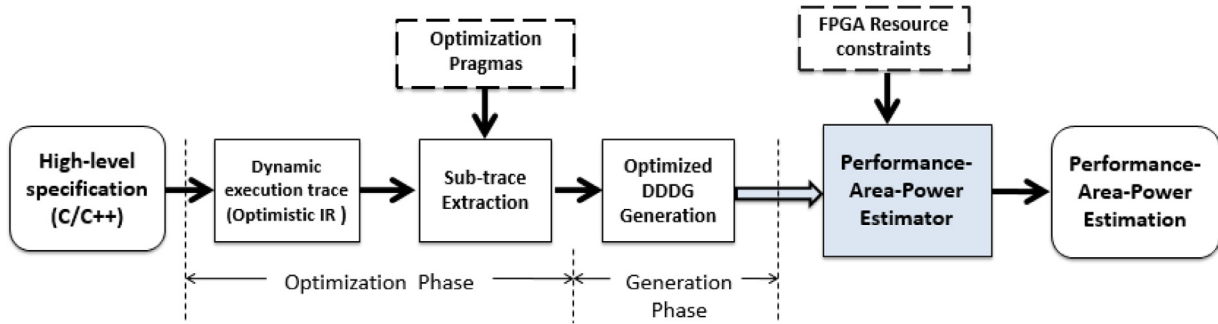 Optimization
Pragmas
FPGA Resource
constraints
High-level
specification
(C/C++)
Dynamic
execution trace
(Optimistic IR )
Sub-trace
Extraction
Optimized
DDDG
Generation
Performance-
Area-Power
Estimator
Performance-
Area-Power
Estimation
Optimization Phase
Generation
Phase